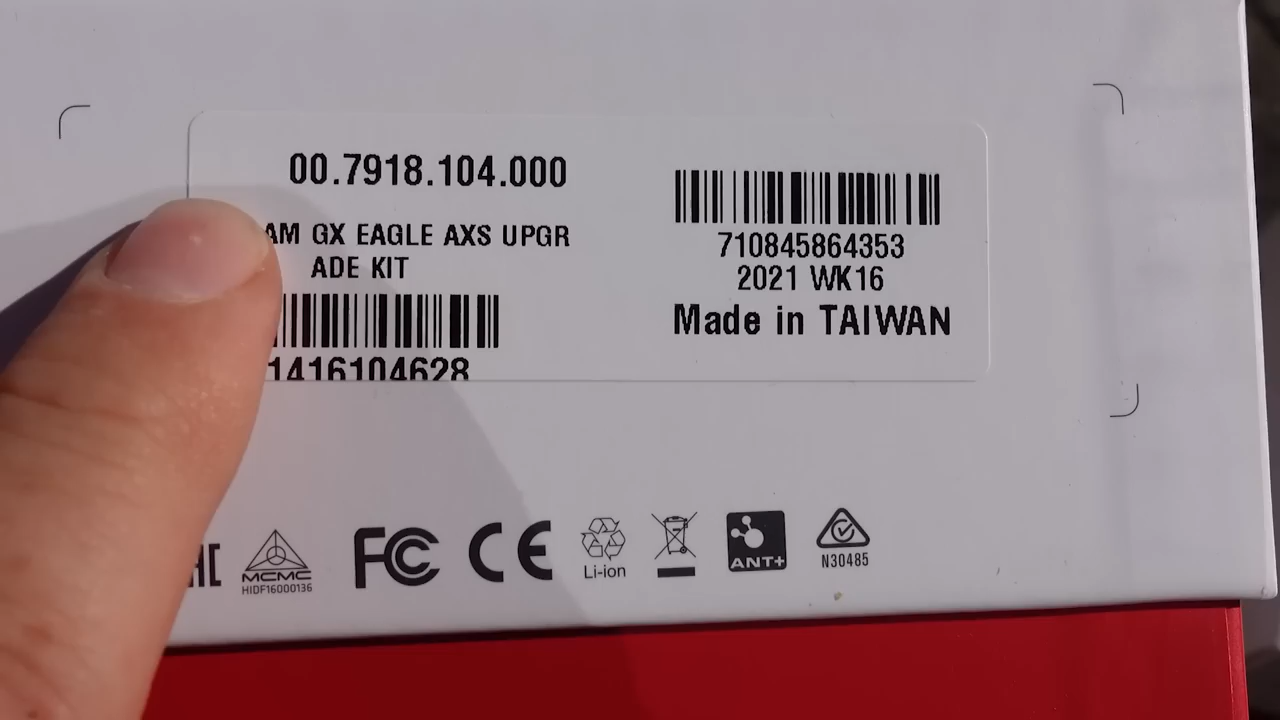 00.7918.104.000
AM GX EAGLE AXS UPGR
ADE KIT
1416104628
710845864353
2021 WK16
Made in TAIWAN
MCMC
HIDF16000136
FC
CE
Li-ion
ANT+
N30485